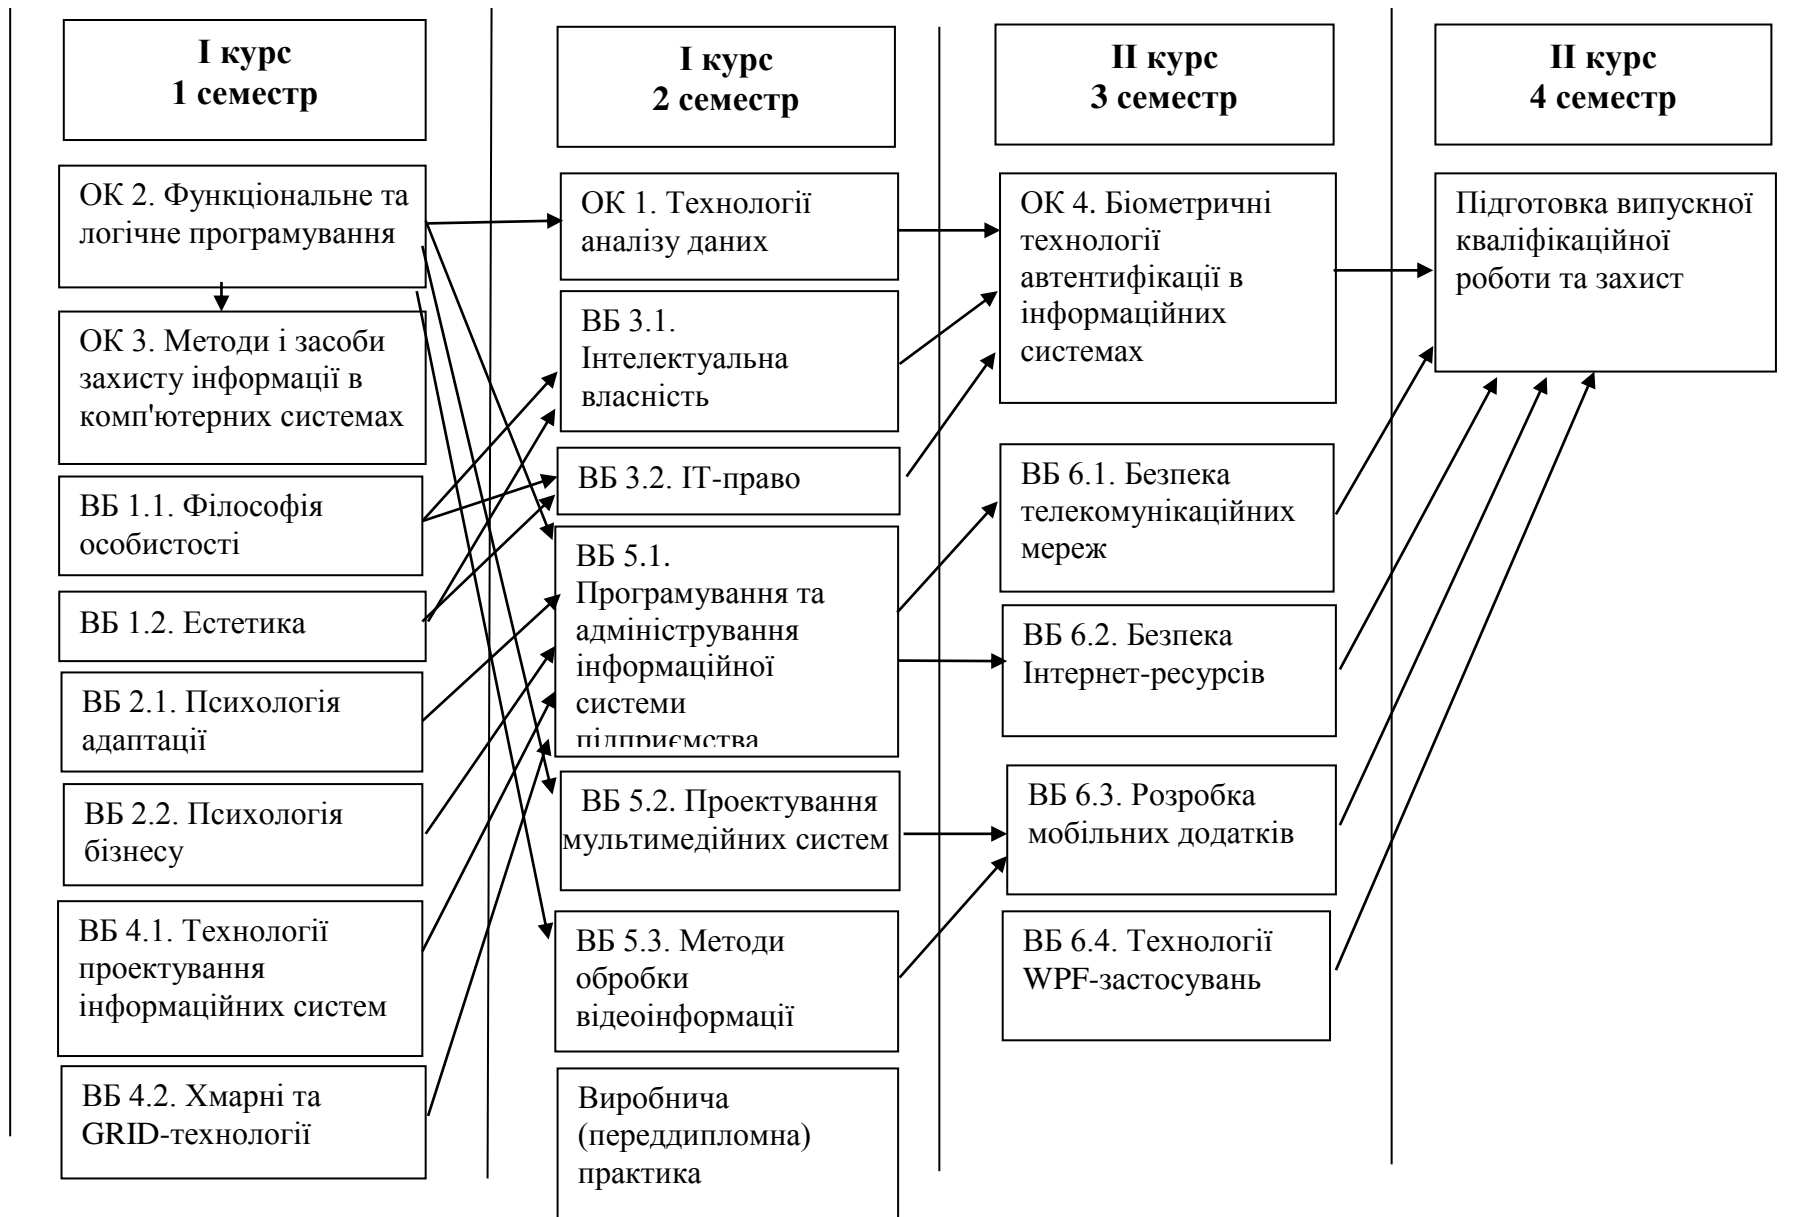 І курс
1 семестр
ОК 2. Функціональне та
логічне програмування
ОК 3. Методи і засоби
захисту інформації в
комп'ютерних системах
ВБ 1.1. Філософія
особистості
ВБ 1.2. Естетика
ВБ 2.1. Психологія
адаптації
ВБ 2.2. Психологія
бізнесу
ВБ 4.1. Технології
проектування
інформаційних систем
ВБ 4.2. Хмарні та
GRID-технології
І курс
2 семестр
ОК 1. Технології
аналізу даних
ВБ 3.1.
Інтелектуальна
власність
ВБ 3.2. ІТ-право
ВБ 5.1.
Програмування та
адміністрування
інформаційної
системи
підприємства
ВБ 5.2. Проектування
мультимедійних систем
ВБ 5.3. Методи
обробки
відеоінформації
Виробнича
(переддипломна)
практика
ІІ курс
3 семестр
ОК 4. Біометричні
технології
автентифікації в
інформаційних
системах
ВБ 6.1. Безпека
телекомунікаційних
мереж
ВБ 6.2. Безпека
Інтернет-ресурсів
ВБ 6.3. Розробка
мобільних додатків
ВБ 6.4. Технології
WPF-застосувань
ІІ курс
4 семестр
Підготовка випускної
кваліфікаційної
роботи та захист